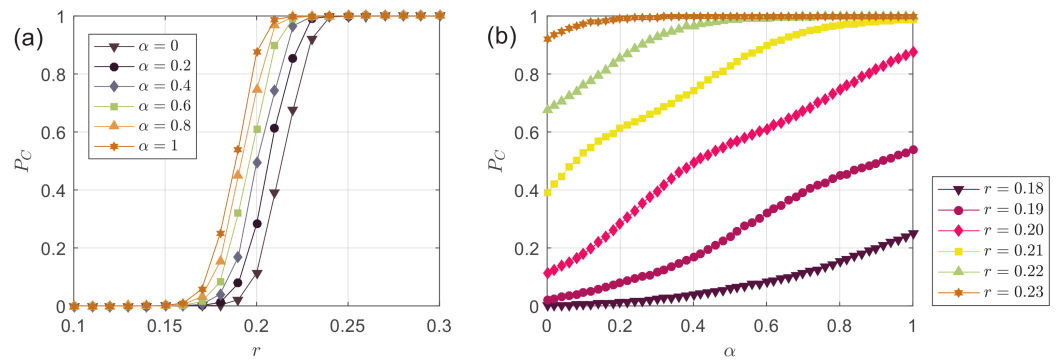 (a)
P_C
1
0.8
0.6
0.4
0.2
0
α = 0
α = 0.2
α = 0.4
α = 0.6
α = 0.8
α = 1
0.1 0.15 0.2 0.25 0.3
r
(b)
P_C
1
0.8
0.6
0.4
0.2
0
0 0.2 0.4 0.6 0.8 1
α
r = 0.18
r = 0.19
r = 0.20
r = 0.21
r = 0.22
r = 0.23